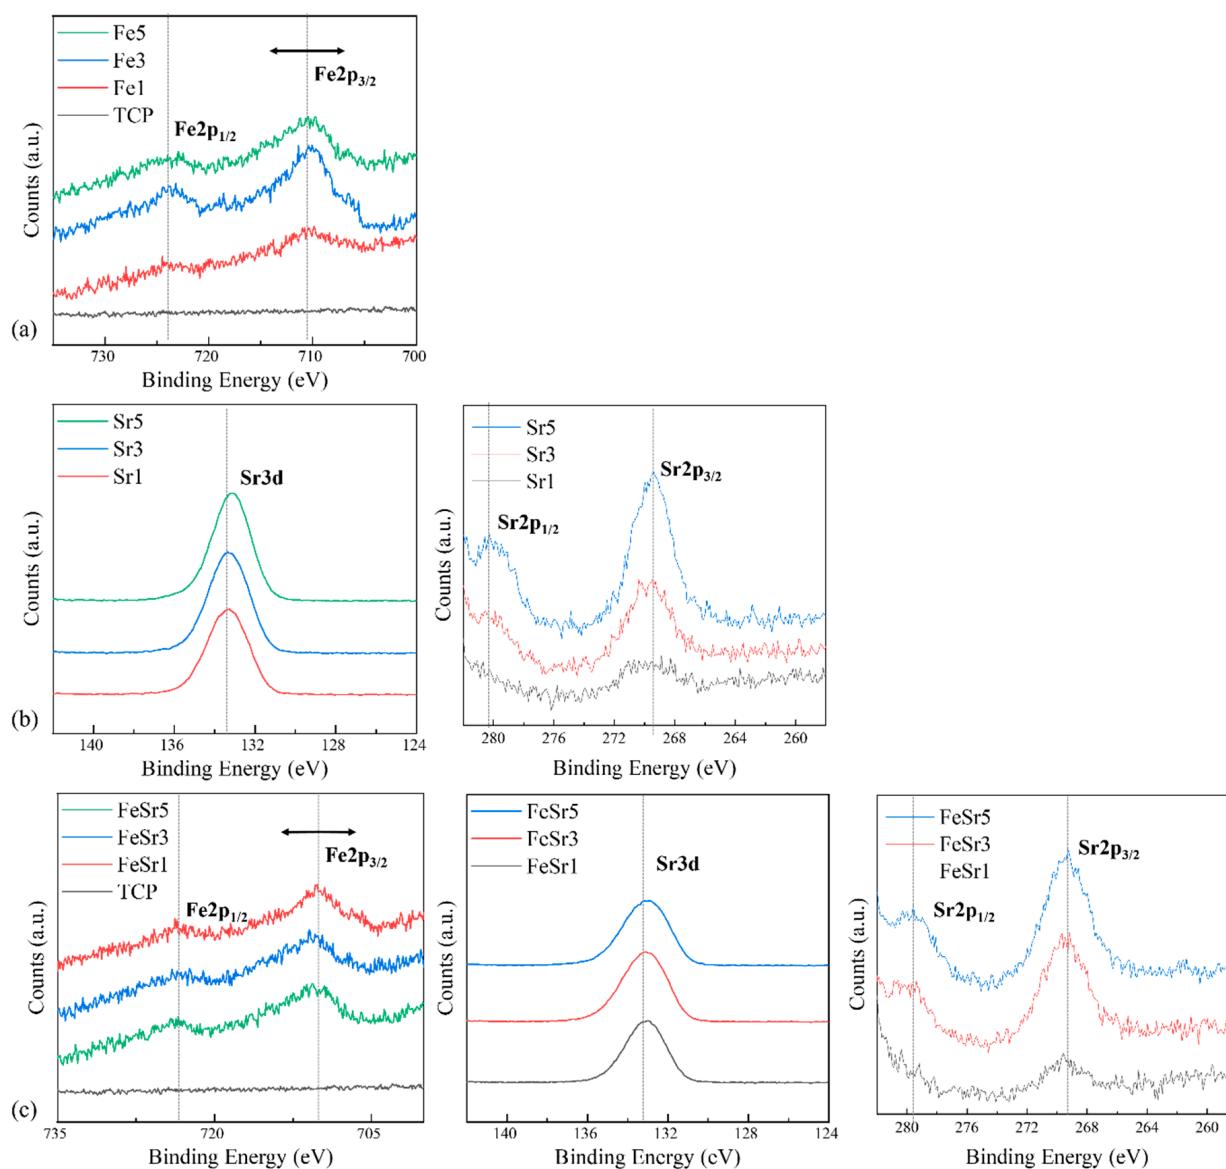 Fe5
Fe3
Fe1
TCP
Fe2p1/2
Fe2p3/2
Counts (a.u.)
(a)
730 720 710 700
Binding Energy (eV)
Sr5
Sr3
Sr1
Sr3d
Counts (a.u.)
(b)
140 136 132 128 124
Binding Energy (eV)
Sr5
Sr3
Sr1
Sr2p1/2
Sr2p3/2
Counts (a.u.)
280 276 272 268 264 260
Binding Energy (eV)
FeSr5
FeSr3
FeSr1
TCP
Fe2p1/2
Fe2p3/2
Counts (a.u.)
(c)
735 720 705
Binding Energy (eV)
FeSr5
FeSr3
FeSr1
Sr3d
Counts (a.u.)
140 136 132 128 124
Binding Energy (eV)
FeSr5
FeSr3
FeSr1
Sr2p1/2
Sr2p3/2
Counts (a.u.)
280 276 272 268 264 260
Binding Energy (eV)